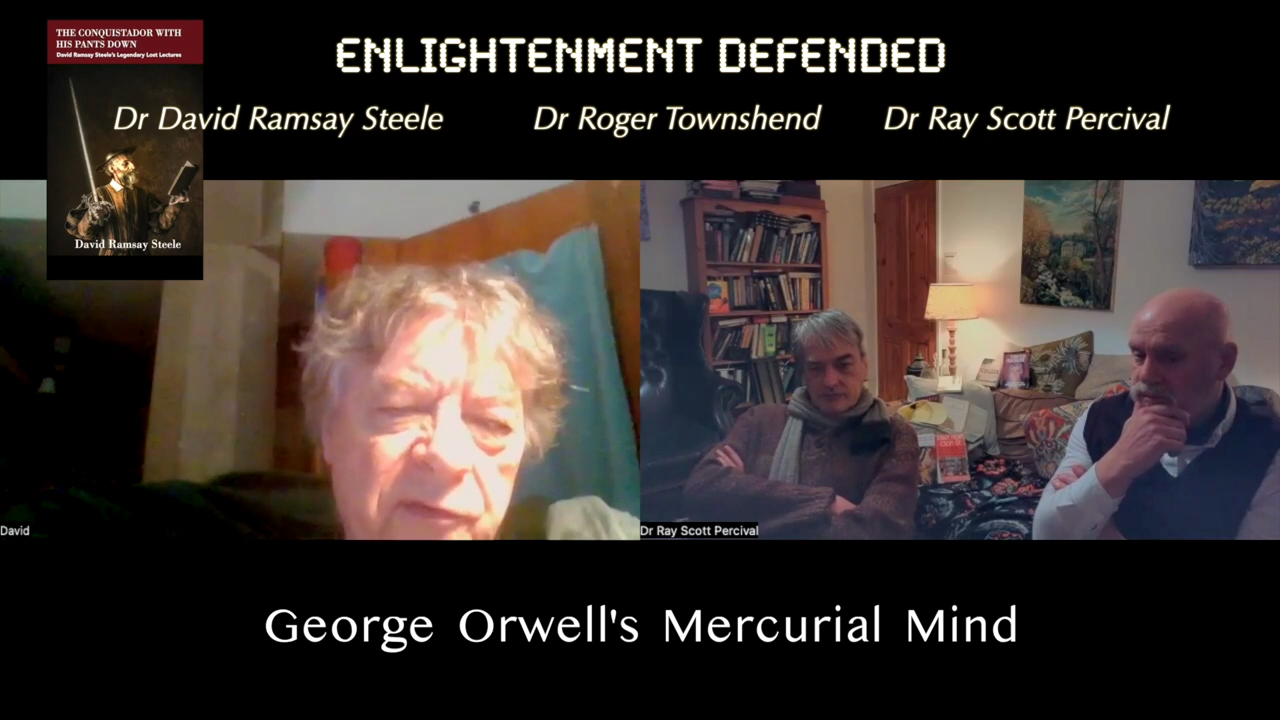 THE CONQUISTADOR WITH
HIS PANTS DOWN
David Ramsay Steele's Legendary Lost Lectures
David Ramsay Steele
ENLIGHTENMENT DEFENDED
Dr David Ramsay Steele
Dr Roger Townshend
Dr Ray Scott Percival
David
Dr Ray Scott Percival
George Orwell's Mercurial Mind